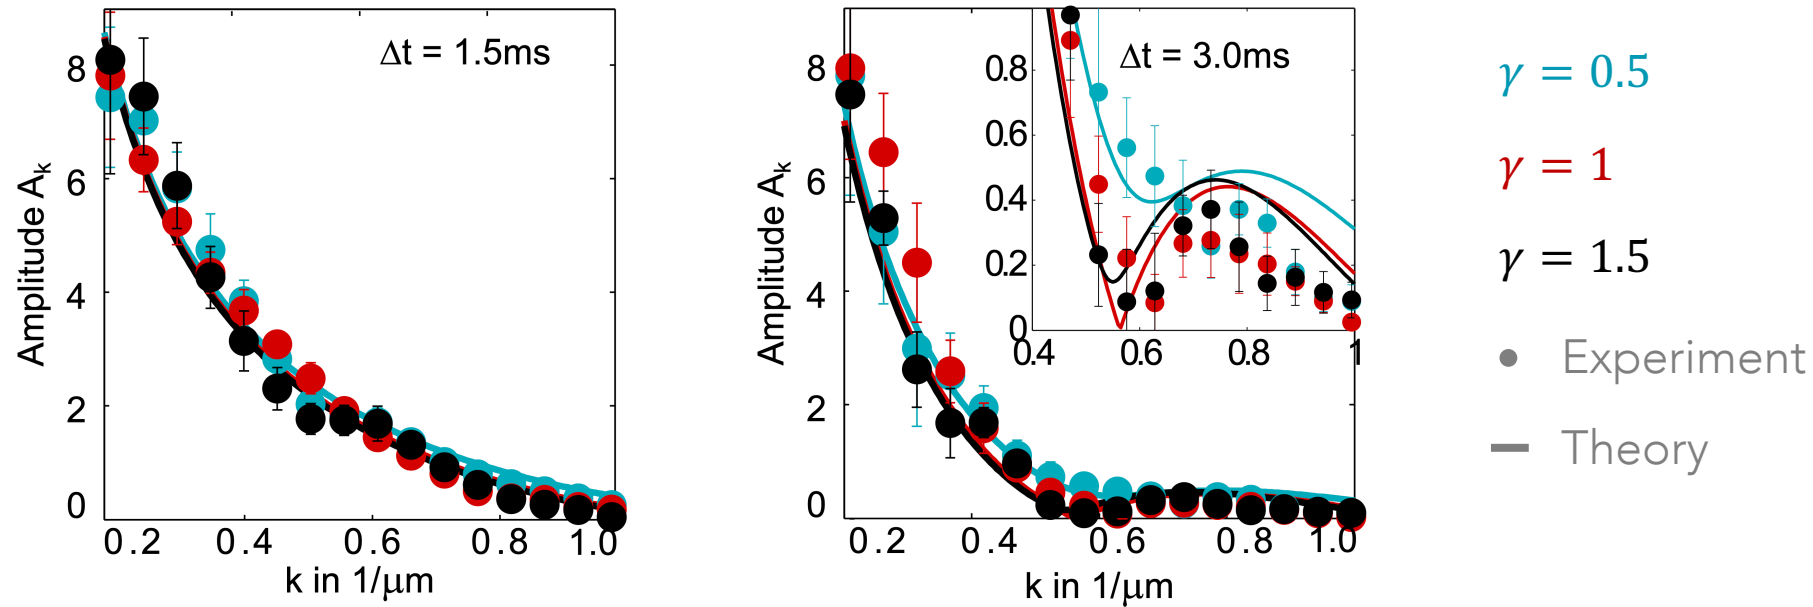 Δt = 1.5ms
Amplitude Aₖ
8
6
4
2
0
0.2 0.4 0.6 0.8 1.0
k in 1/μm
Amplitude Aₖ
8
6
4
2
0
0.2 0.4 0.6 0.8 1.0
k in 1/μm
Δt = 3.0ms
0.8
0.6
0.4
0.2
0
0.4 0.6 0.8 1
γ = 0.5
γ = 1
γ = 1.5
Experiment
Theory